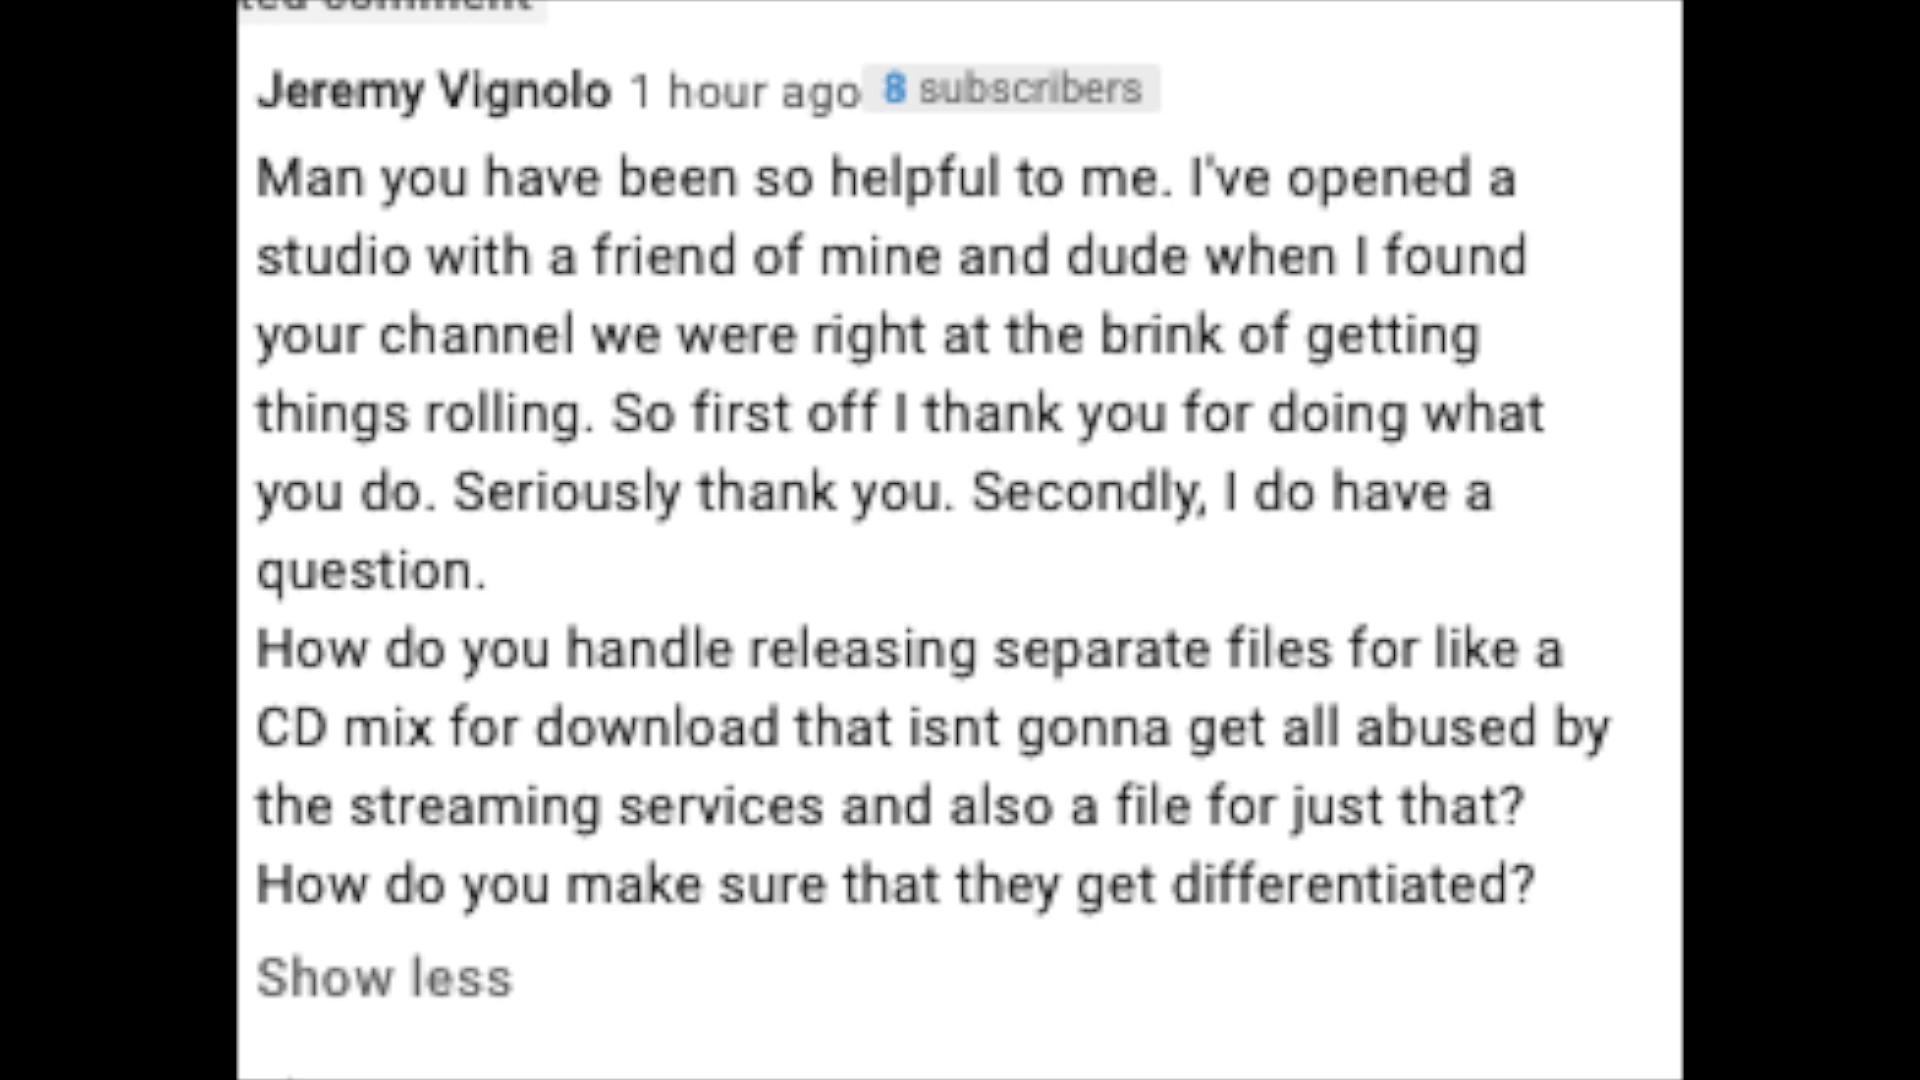 ted comment
Jeremy Vignolo 1 hour ago 8 subscribers
Man you have been so helpful to me. I've opened a
studio with a friend of mine and dude when I found
your channel we were right at the brink of getting
things rolling. So first off I thank you for doing what
you do. Seriously thank you. Secondly, I do have a
question.
How do you handle releasing separate files for like a
CD mix for download that isnt gonna get all abused by
the streaming services and also a file for just that?
How do you make sure that they get differentiated?
Show less